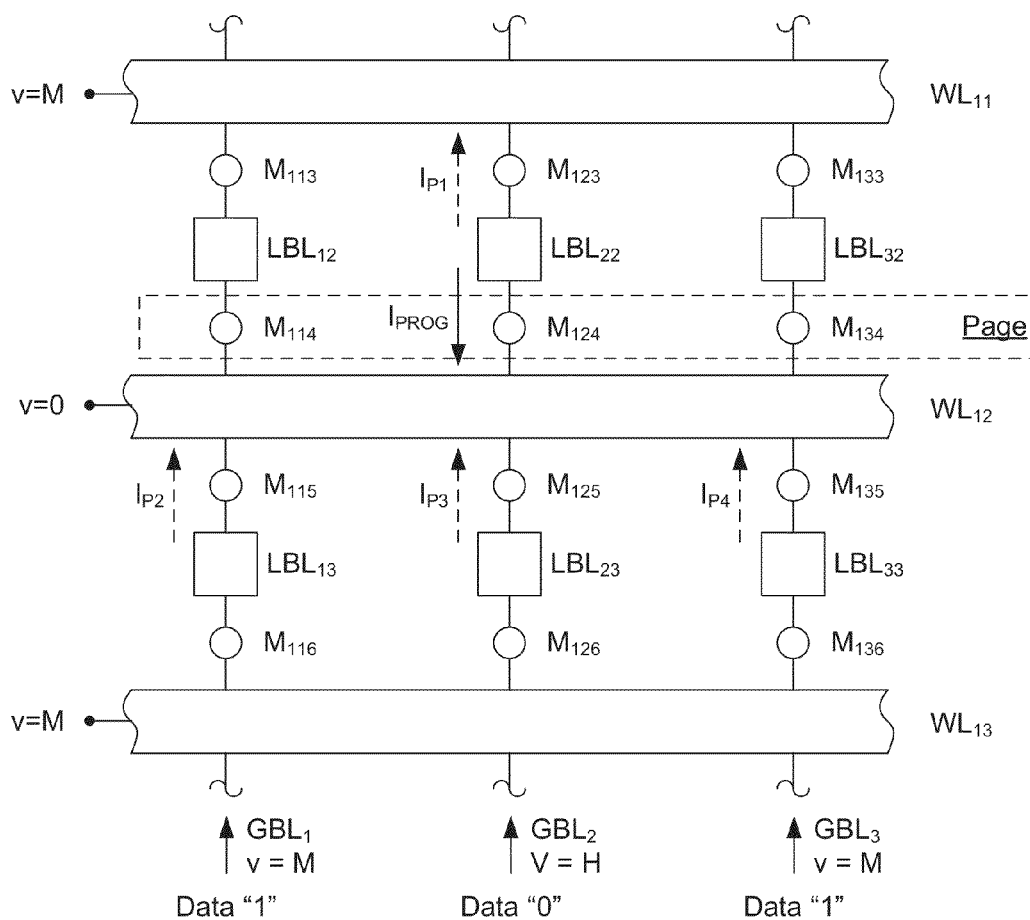 v=M
WL11
M113
IP1
M123
M133
LBL12
LBL22
LBL32
M114
IPROG
M124
M134
Page
v=0
WL12
IP2
M115
IP3
M125
IP4
M135
LBL13
LBL23
LBL33
M116
M126
M136
v=M
WL13
GBL1
v = M
GBL2
V = H
GBL3
v = M
Data “1”
Data “0”
Data “1”